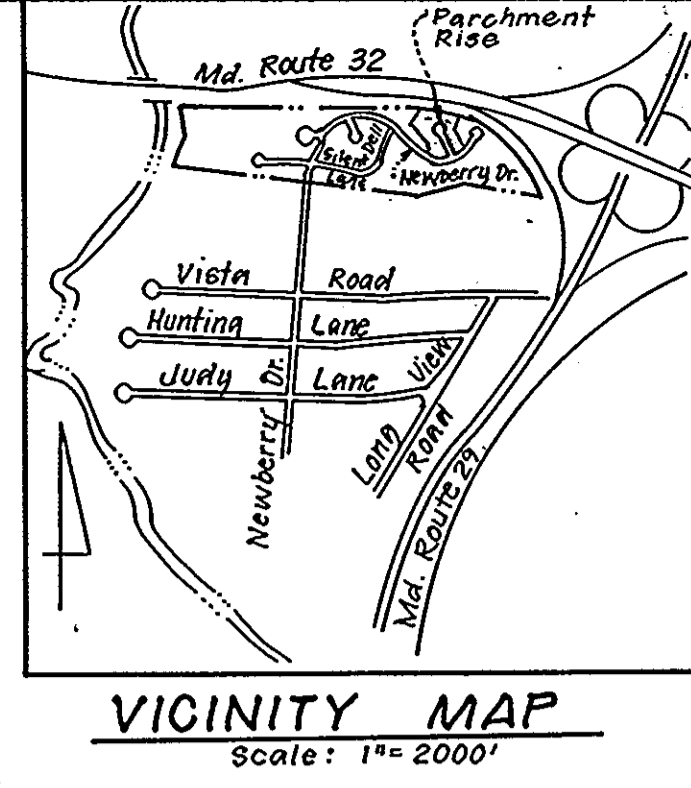 Parchment
Rise
Md. Route 32
Silent Dell
Lane
Newberry Dr.
Vista Road
Hunting Lane
Judy Lane
Newberry Dr.
Long View
Road
Md. Route 29.
VICINITY MAP
Scale: 1"= 2000'